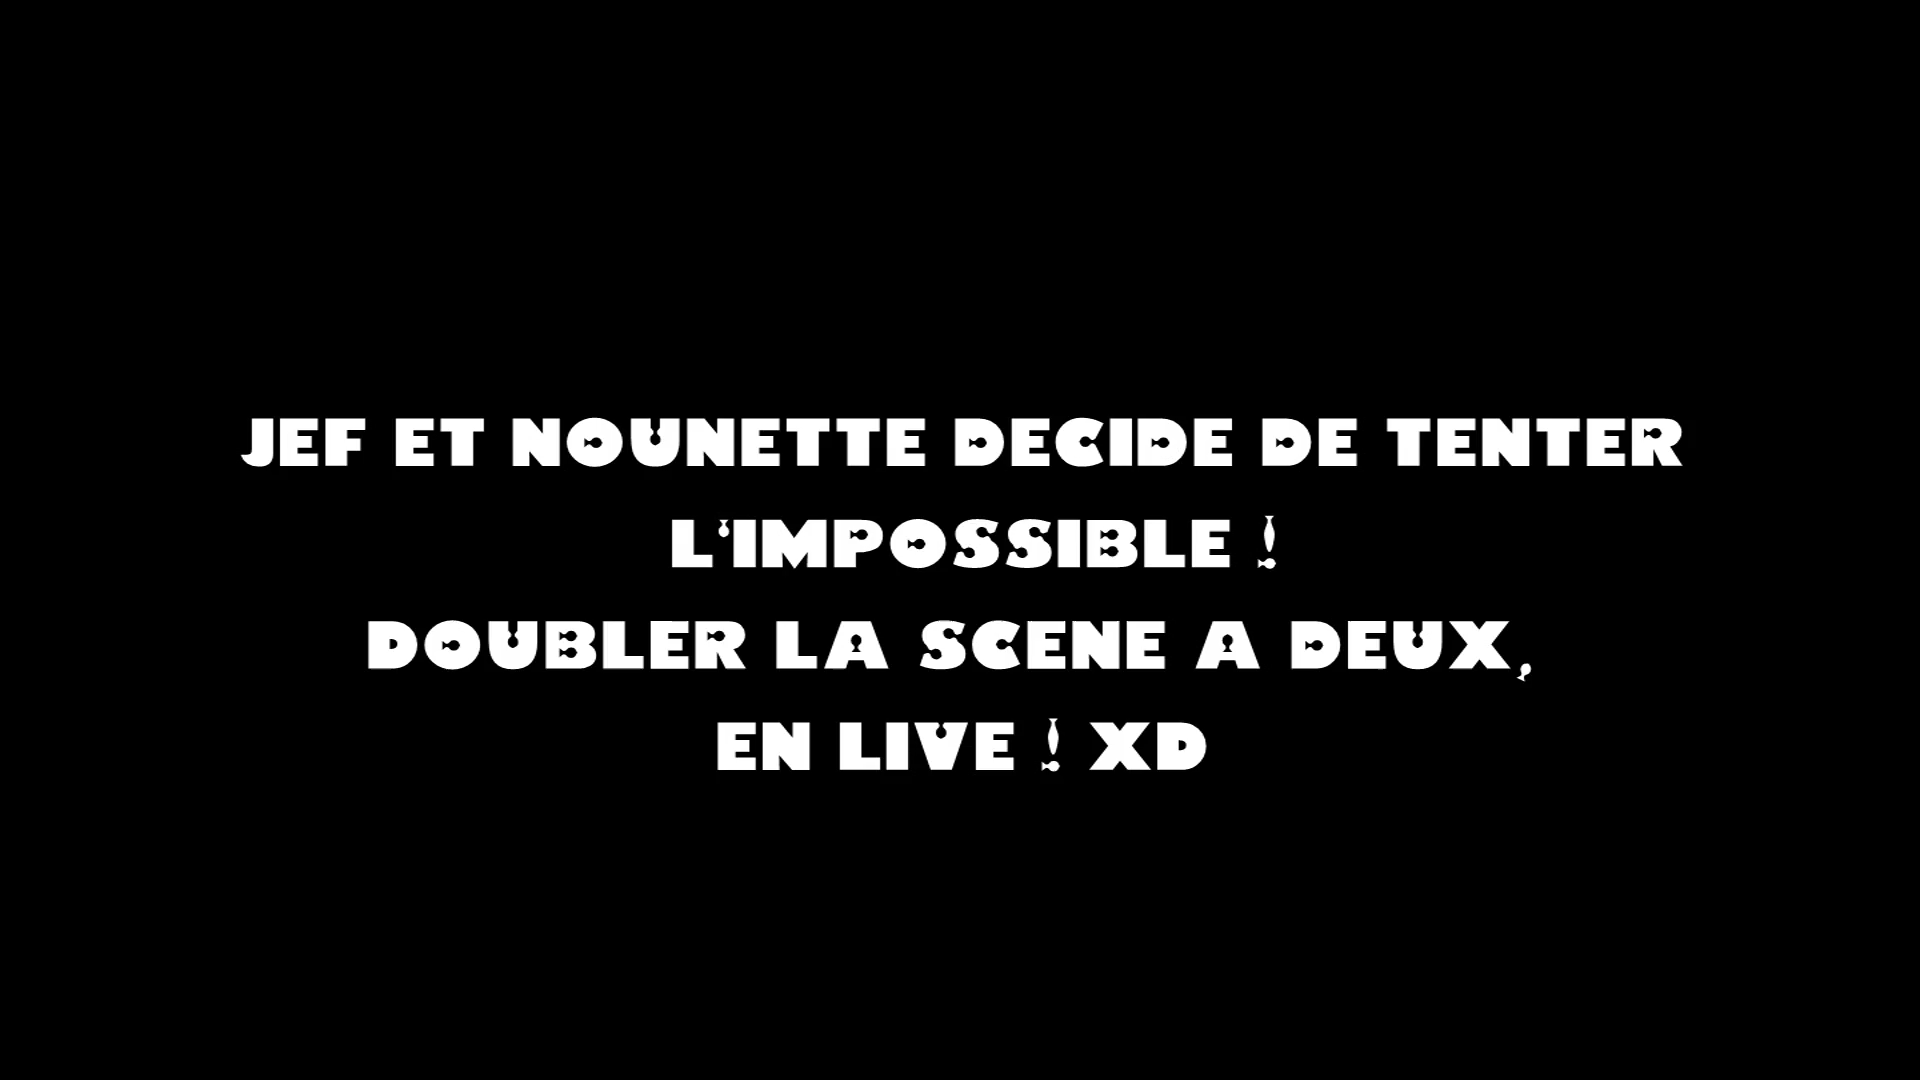 JEF ET NOUNETTE DECIDE DE TENTER
L'IMPOSSIBLE !
DOUBLER LA SCENE A DEUX,
EN LIVE ! XD